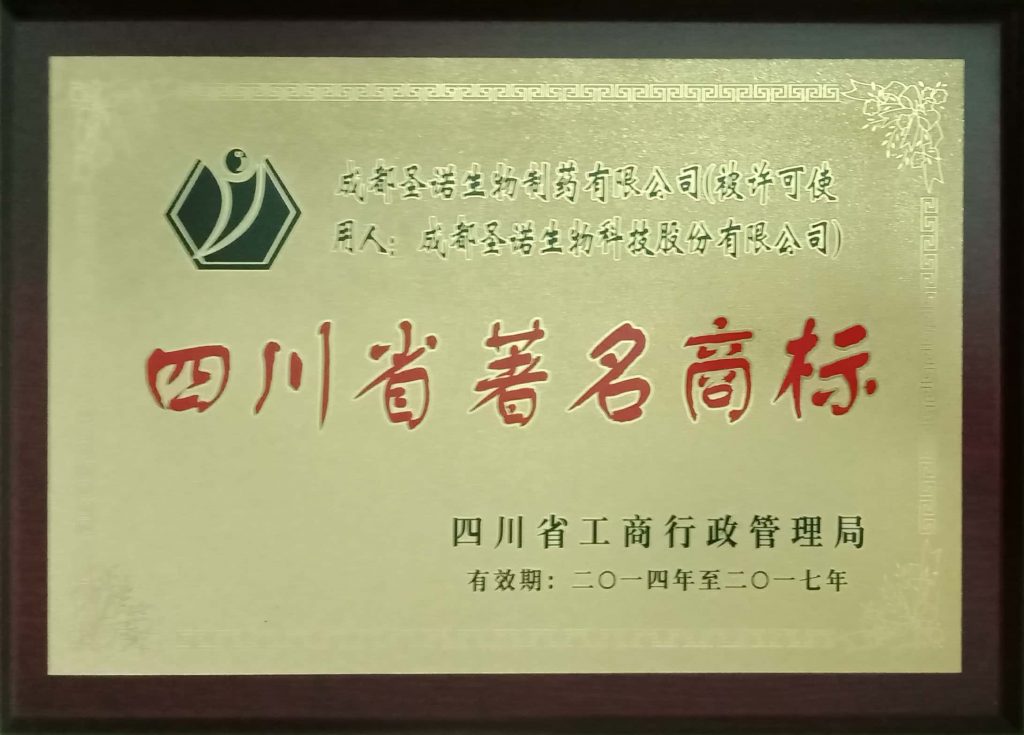 成都圣诺生物制药有限公司(被许可使
用人：成都圣诺生物科技股份有限公司)
四川省著名商标
四川省工商行政管理局
有效期：二〇一四年至二〇一七年